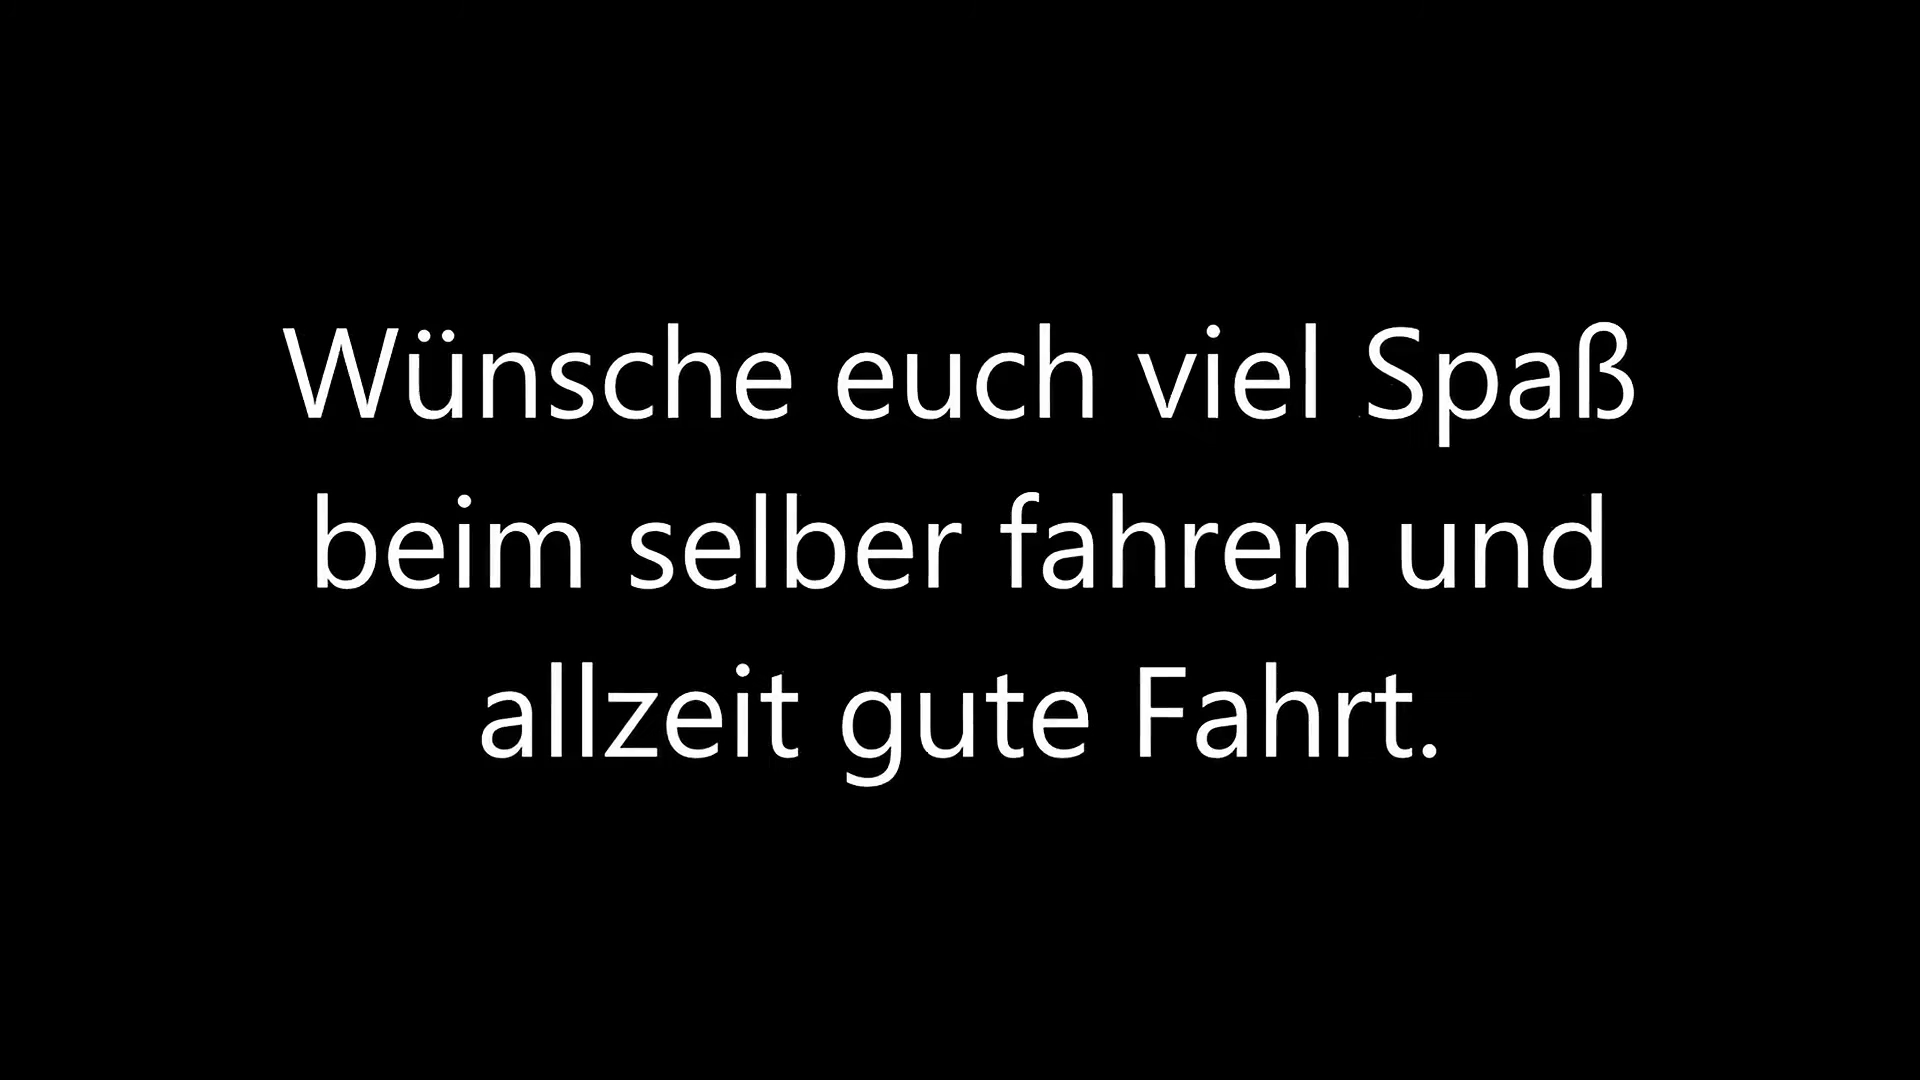 Wünsche euch viel Spaß
beim selber fahren und
allzeit gute Fahrt.